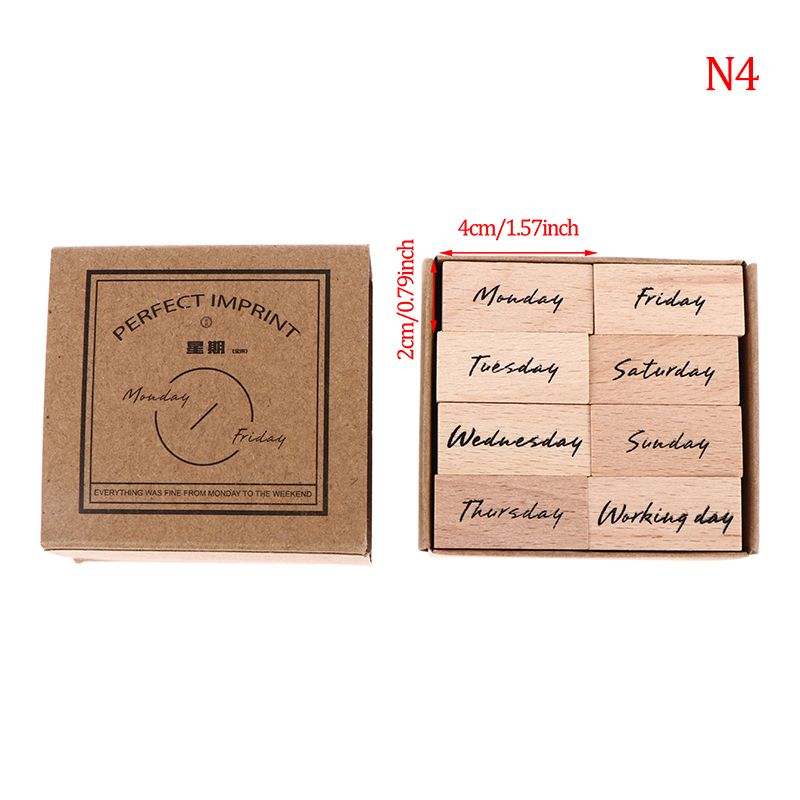 N4
4cm/1.57inch
2cm/0.79inch
PERFECT IMPRINT
星期
Monday
Friday
EVERYTHING WAS FINE FROM MONDAY TO THE WEEKEND
Monday
Friday
Tuesday
Saturday
Wednesday
Sunday
Thursday
Working day